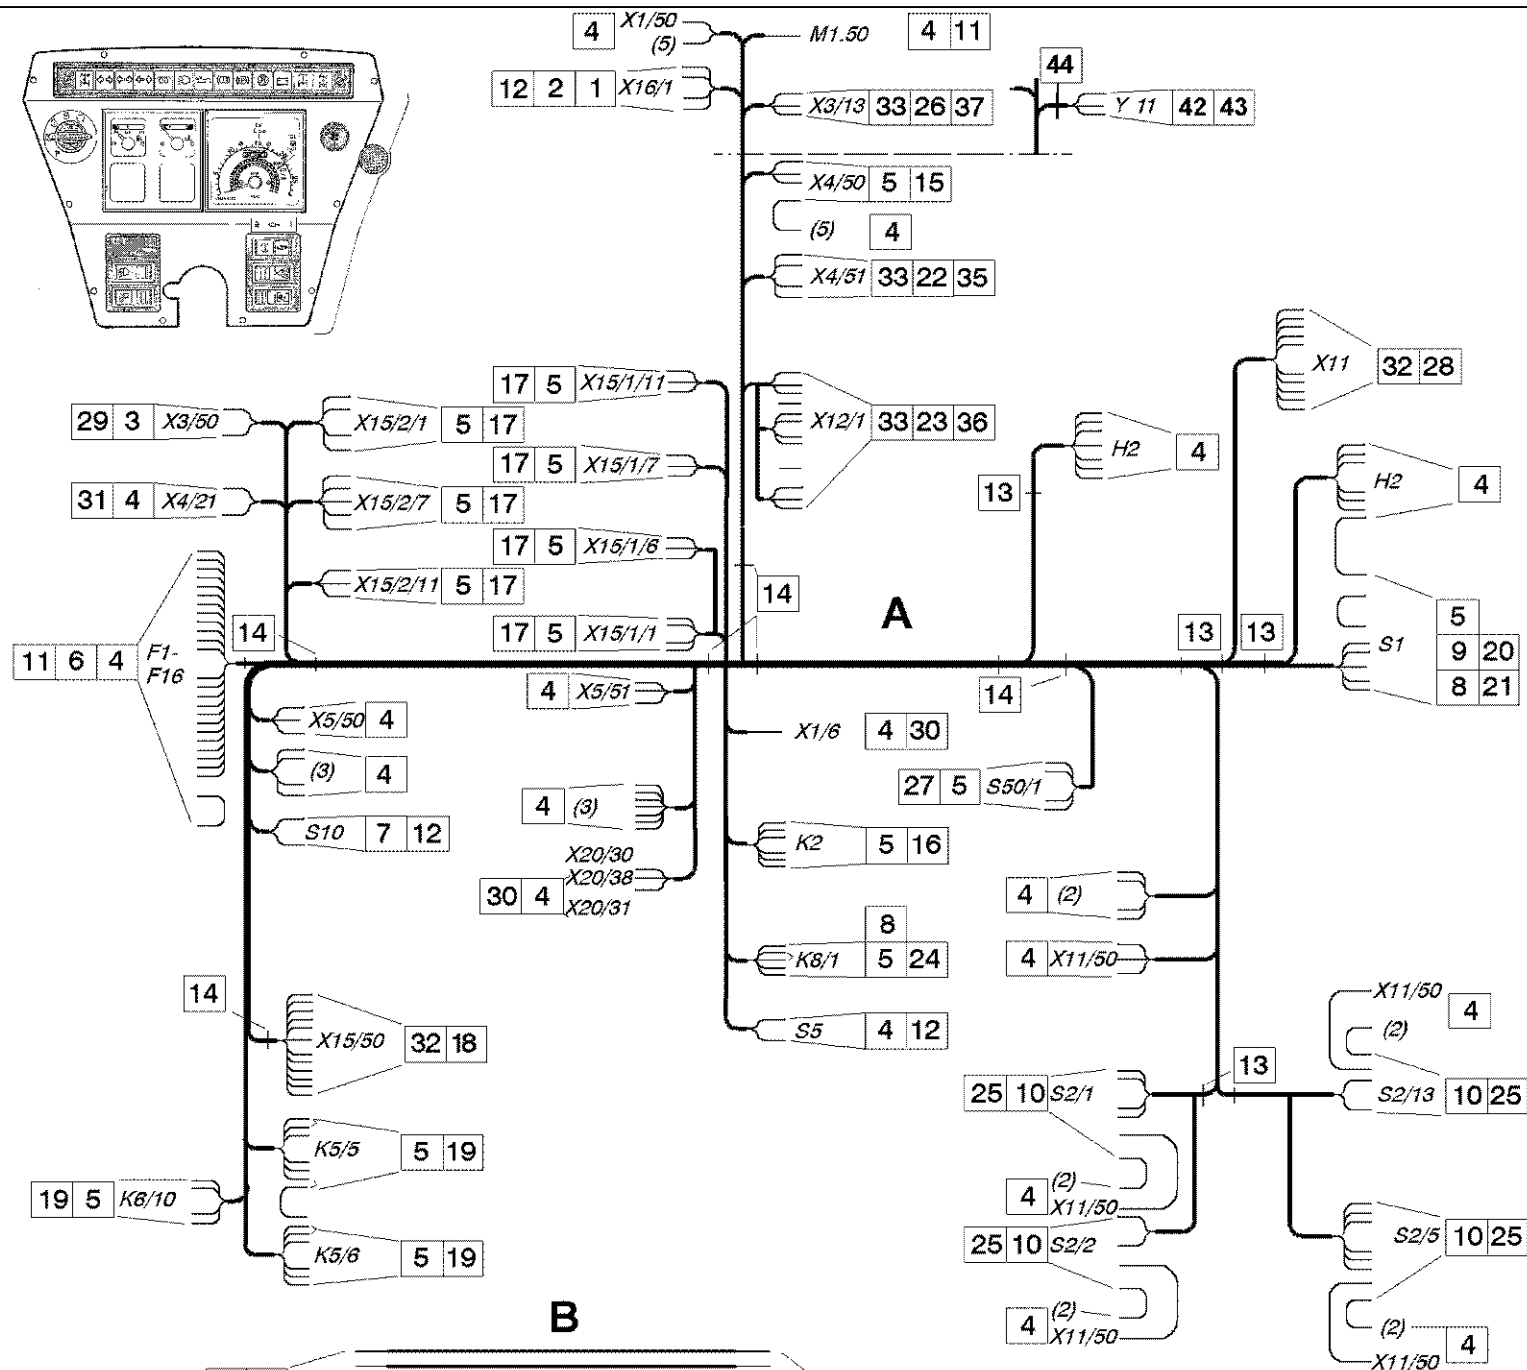 4 X1/50
(5)
M1.50 4 11
12 2 1 X16/1
X3/13 33 26 37
44
Y 11 42 43
X4/50 5 15
(5) 4
X4/51 33 22 35
X11 32 28
17 5 X15/1/11
29 3 X3/50
X15/2/1 5 17
X12/1 33 23 36
H2 4
17 5 X15/1/7
H2 4
31 4 X4/21
X15/2/7 5 17
13
17 5 X15/1/6
X15/2/11 5 17
14
A
14
17 5 X15/1/1
13 13
5
S1 9 20
8 21
11 6 4 F1-
F16
4 X5/51
14
X5/50 4
X1/6 4 30
(3) 4
27 5 S50/1
4 (3)
S10 7 12
K2 5 16
X20/30
30 4 X20/38
X20/31
4 (2)
8
K8/1 5 24
4 X11/50
14
X11/50 4
(2)
S5 4 12
X15/50 32 18
13
25 10 S2/1
S2/13 10 25
K5/5 5 19
19 5 K6/10
4 (2)
X11/50
25 10 S2/2
S2/5 10 25
K5/6 5 19
B
4 (2)
X11/50
(2) 4
X11/50